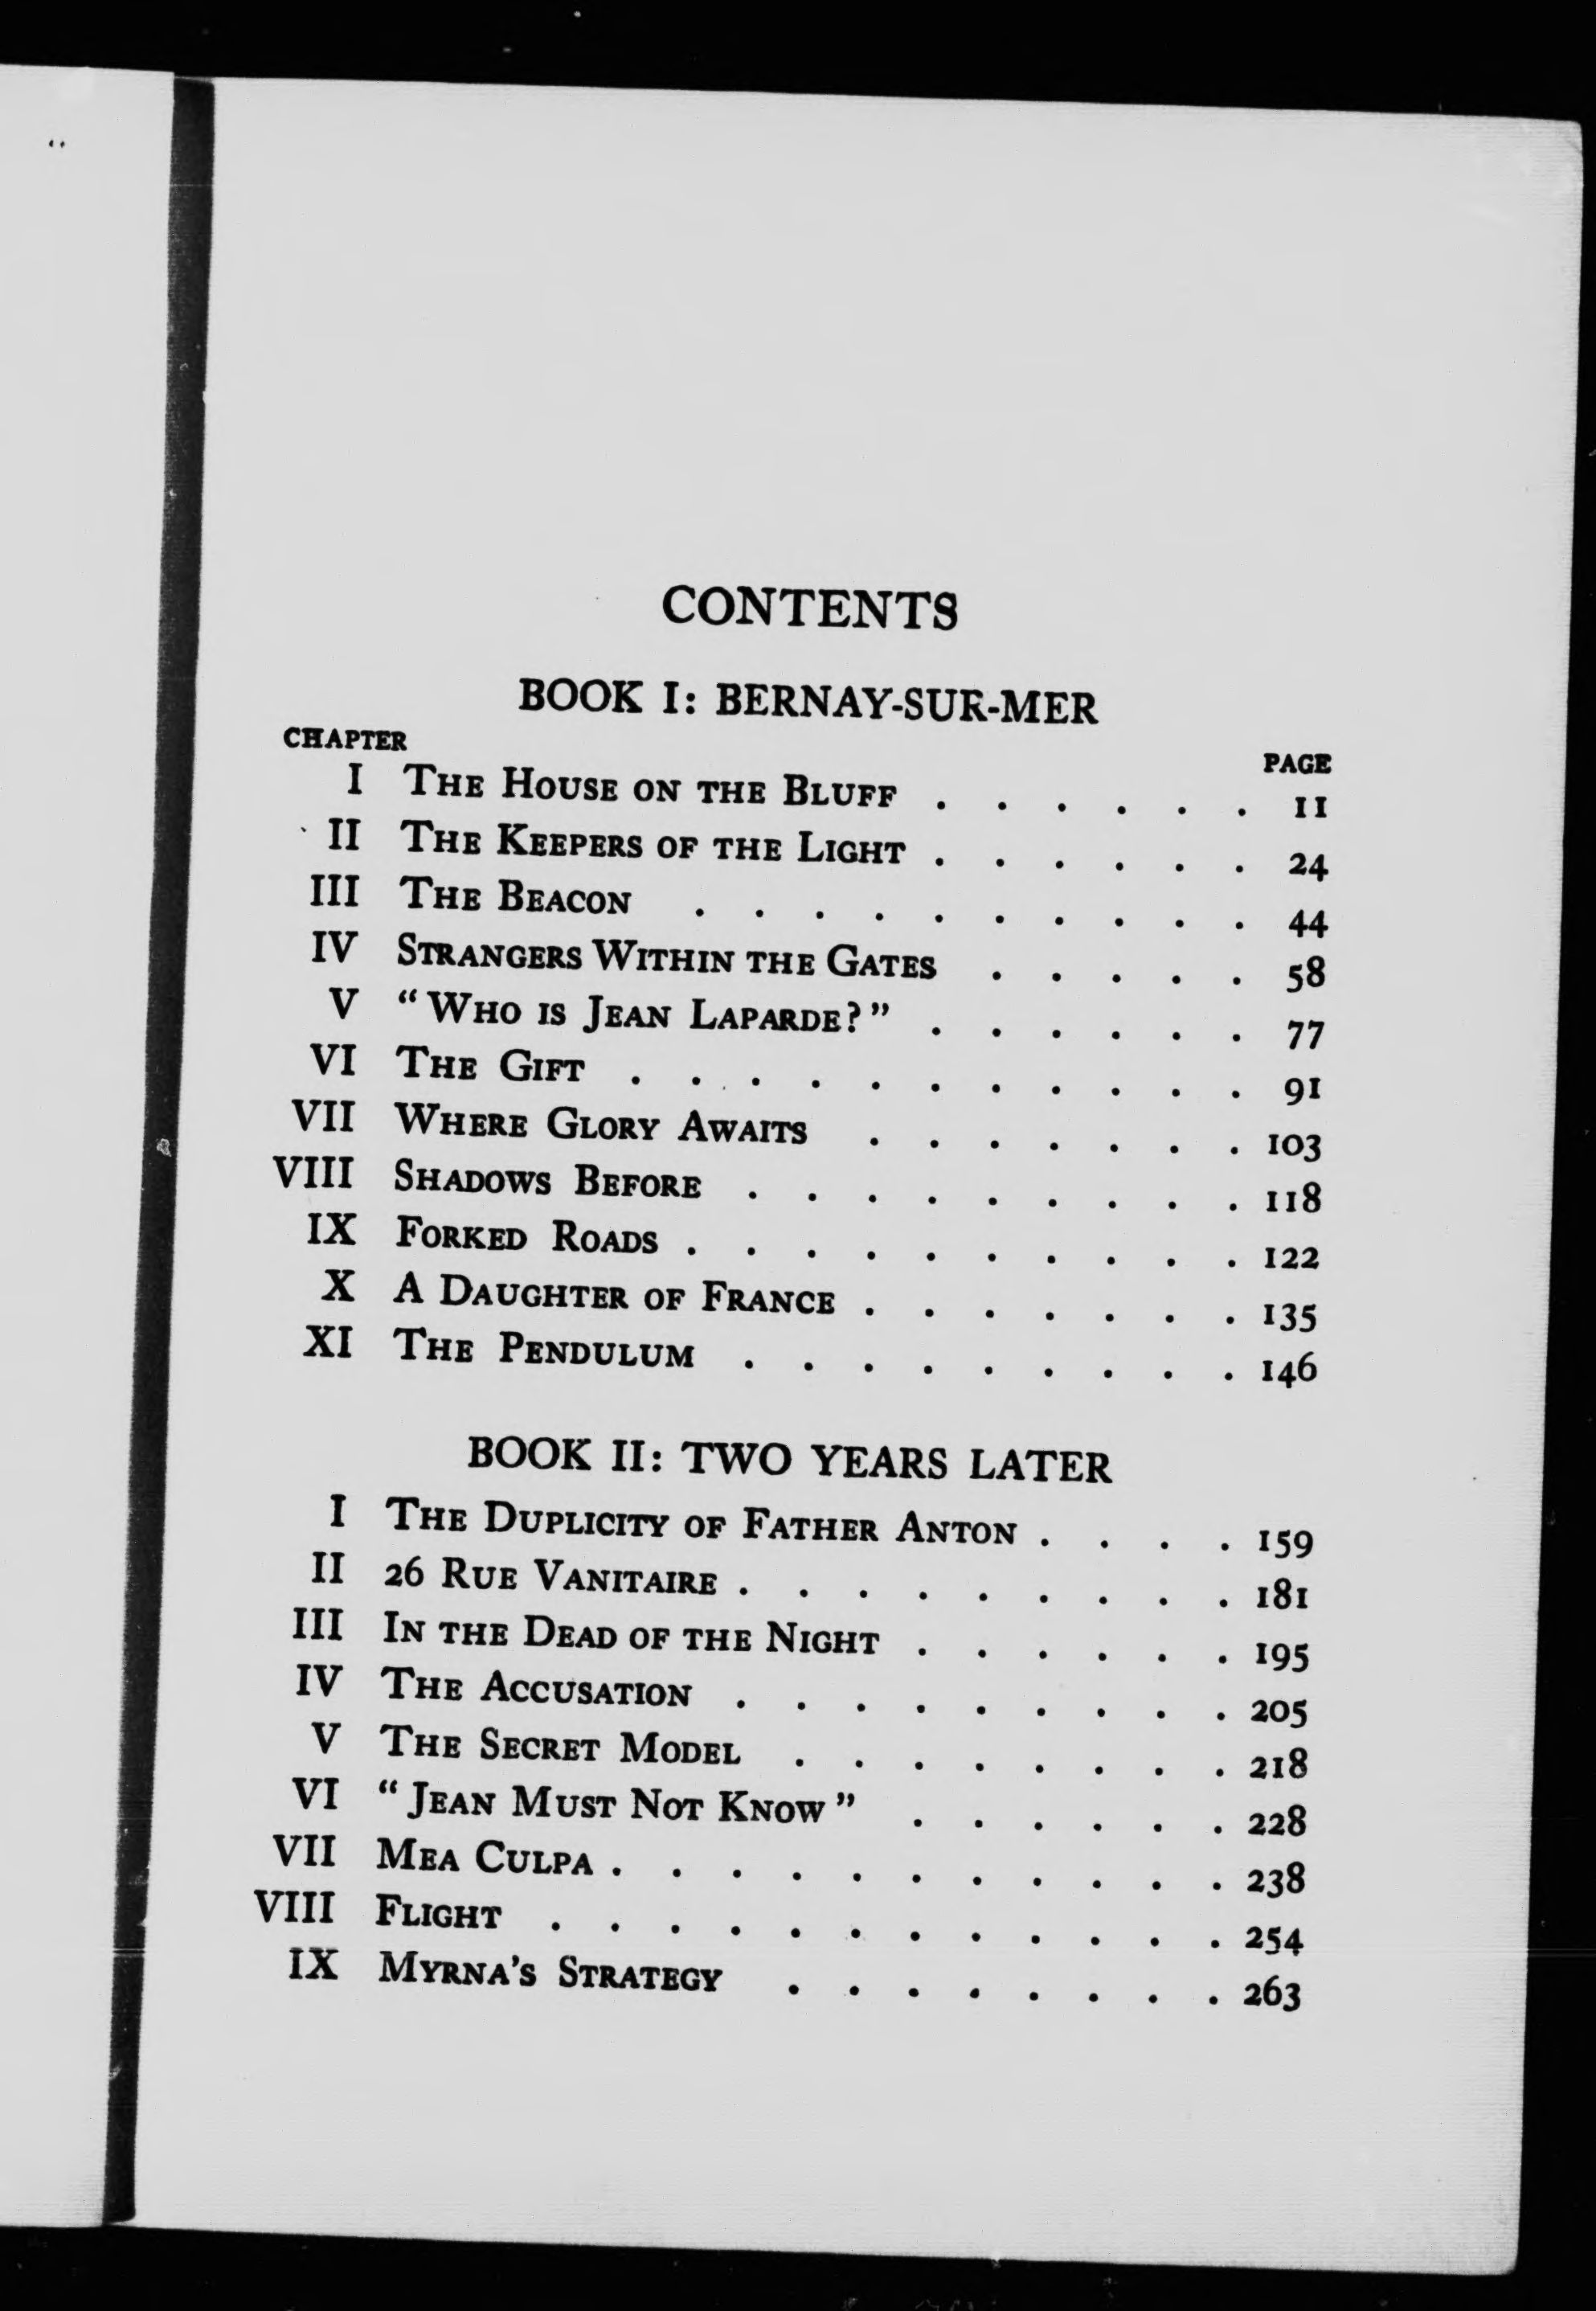 CONTENTS
BOOK I: BERNAY-SUR-MER
CHAPTER PAGE
I THE HOUSE ON THE BLUFF . . . . . . 11
II THE KEEPERS OF THE LIGHT . . . . . . 24
III THE BEACON . . . . . . . . . . 44
IV STRANGERS WITHIN THE GATES . . . . . 58
V "WHO IS JEAN LAPARDE?" . . . . . . 77
VI THE GIFT . . . . . . . . . . . 91
VII WHERE GLORY AWAITS . . . . . . . 103
VIII SHADOWS BEFORE . . . . . . . . . 118
IX FORKED ROADS . . . . . . . . . . 122
X A DAUGHTER OF FRANCE . . . . . . . 135
XI THE PENDULUM . . . . . . . . . 146
BOOK II: TWO YEARS LATER
I THE DUPLICITY OF FATHER ANTON . . . . 159
II 26 RUE VANITAIRE . . . . . . . . . 181
III IN THE DEAD OF THE NIGHT . . . . . . 195
IV THE ACCUSATION . . . . . . . . . 205
V THE SECRET MODEL . . . . . . . . 218
VI "JEAN MUST NOT KNOW" . . . . . . 228
VII MEA CULPA . . . . . . . . . . . 238
VIII FLIGHT . . . . . . . . . . . . 254
IX MYRNA'S STRATEGY . . . . . . . . 263